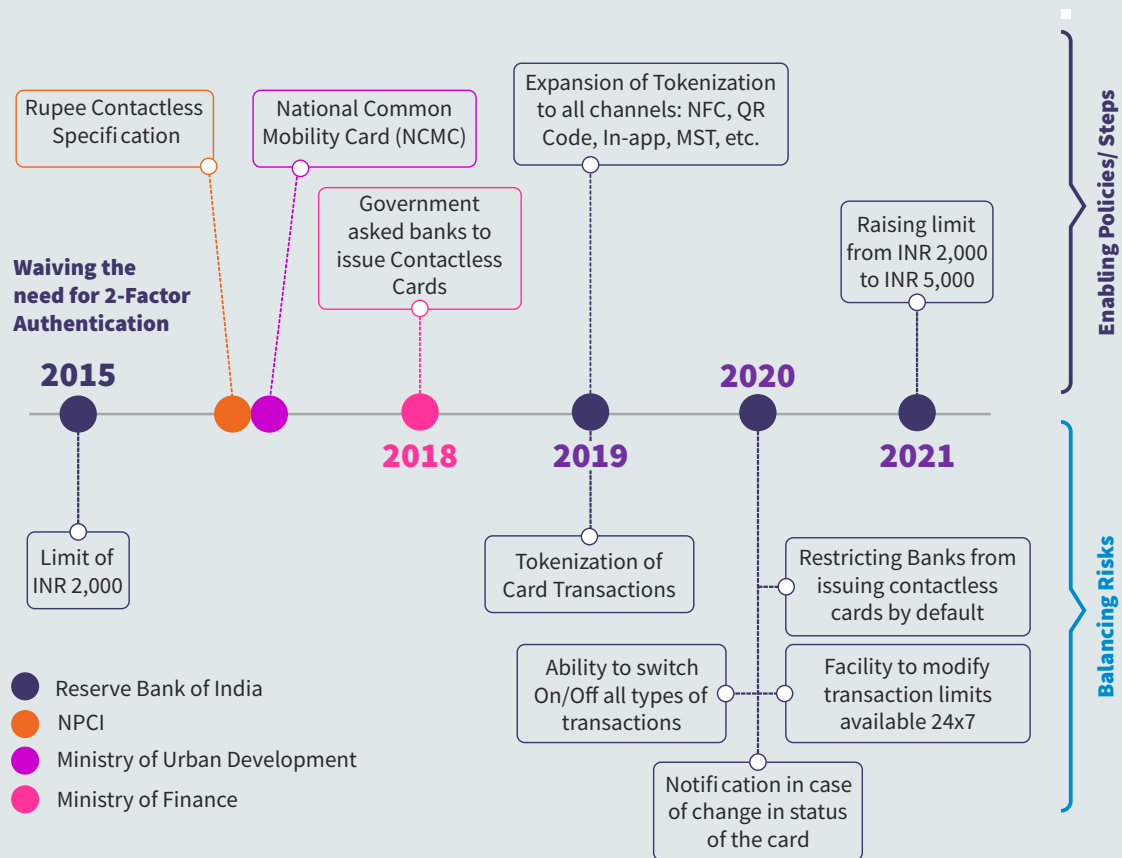 Rupee Contactless
Specification
National Common
Mobility Card (NCMC)
Expansion of Tokenization
to all channels: NFC, QR
Code, In-app, MST, etc.
Government
asked banks to
issue Contactless
Cards
Raising limit
from INR 2,000
to INR 5,000
Enabling Policies/ Steps
Waiving the
need for 2-Factor
Authentication
2015
2018
2019
2020
2021
Limit of
INR 2,000
Tokenization of
Card Transactions
Restricting Banks from
issuing contactless
cards by default
Ability to switch
On/Off all types of
transactions
Facility to modify
transaction limits
available 24x7
Notification in case
of change in status
of the card
Balancing Risks
Reserve Bank of India
NPCI
Ministry of Urban Development
Ministry of Finance